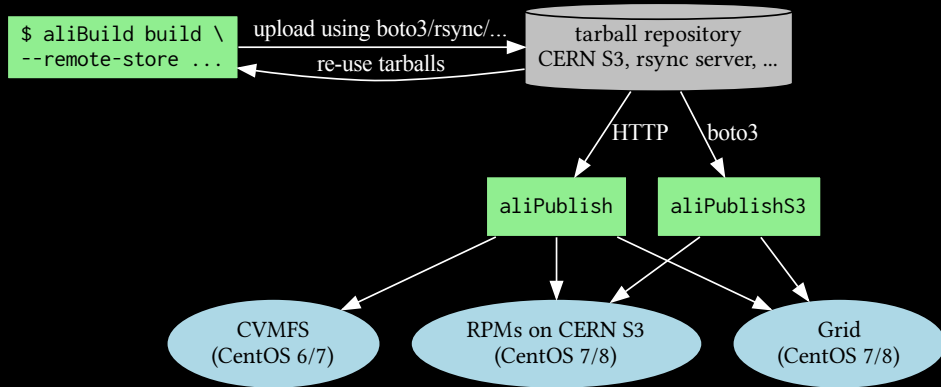 $ aliBuild build \
--remote-store ...
upload using boto3/rsync/...
re-use tarballs
tarball repository
CERN S3, rsync server, ...
HTTP
boto3
aliPublish
aliPublishS3
CVMFS
(CentOS 6/7)
RPMs on CERN S3
(CentOS 7/8)
Grid
(CentOS 7/8)